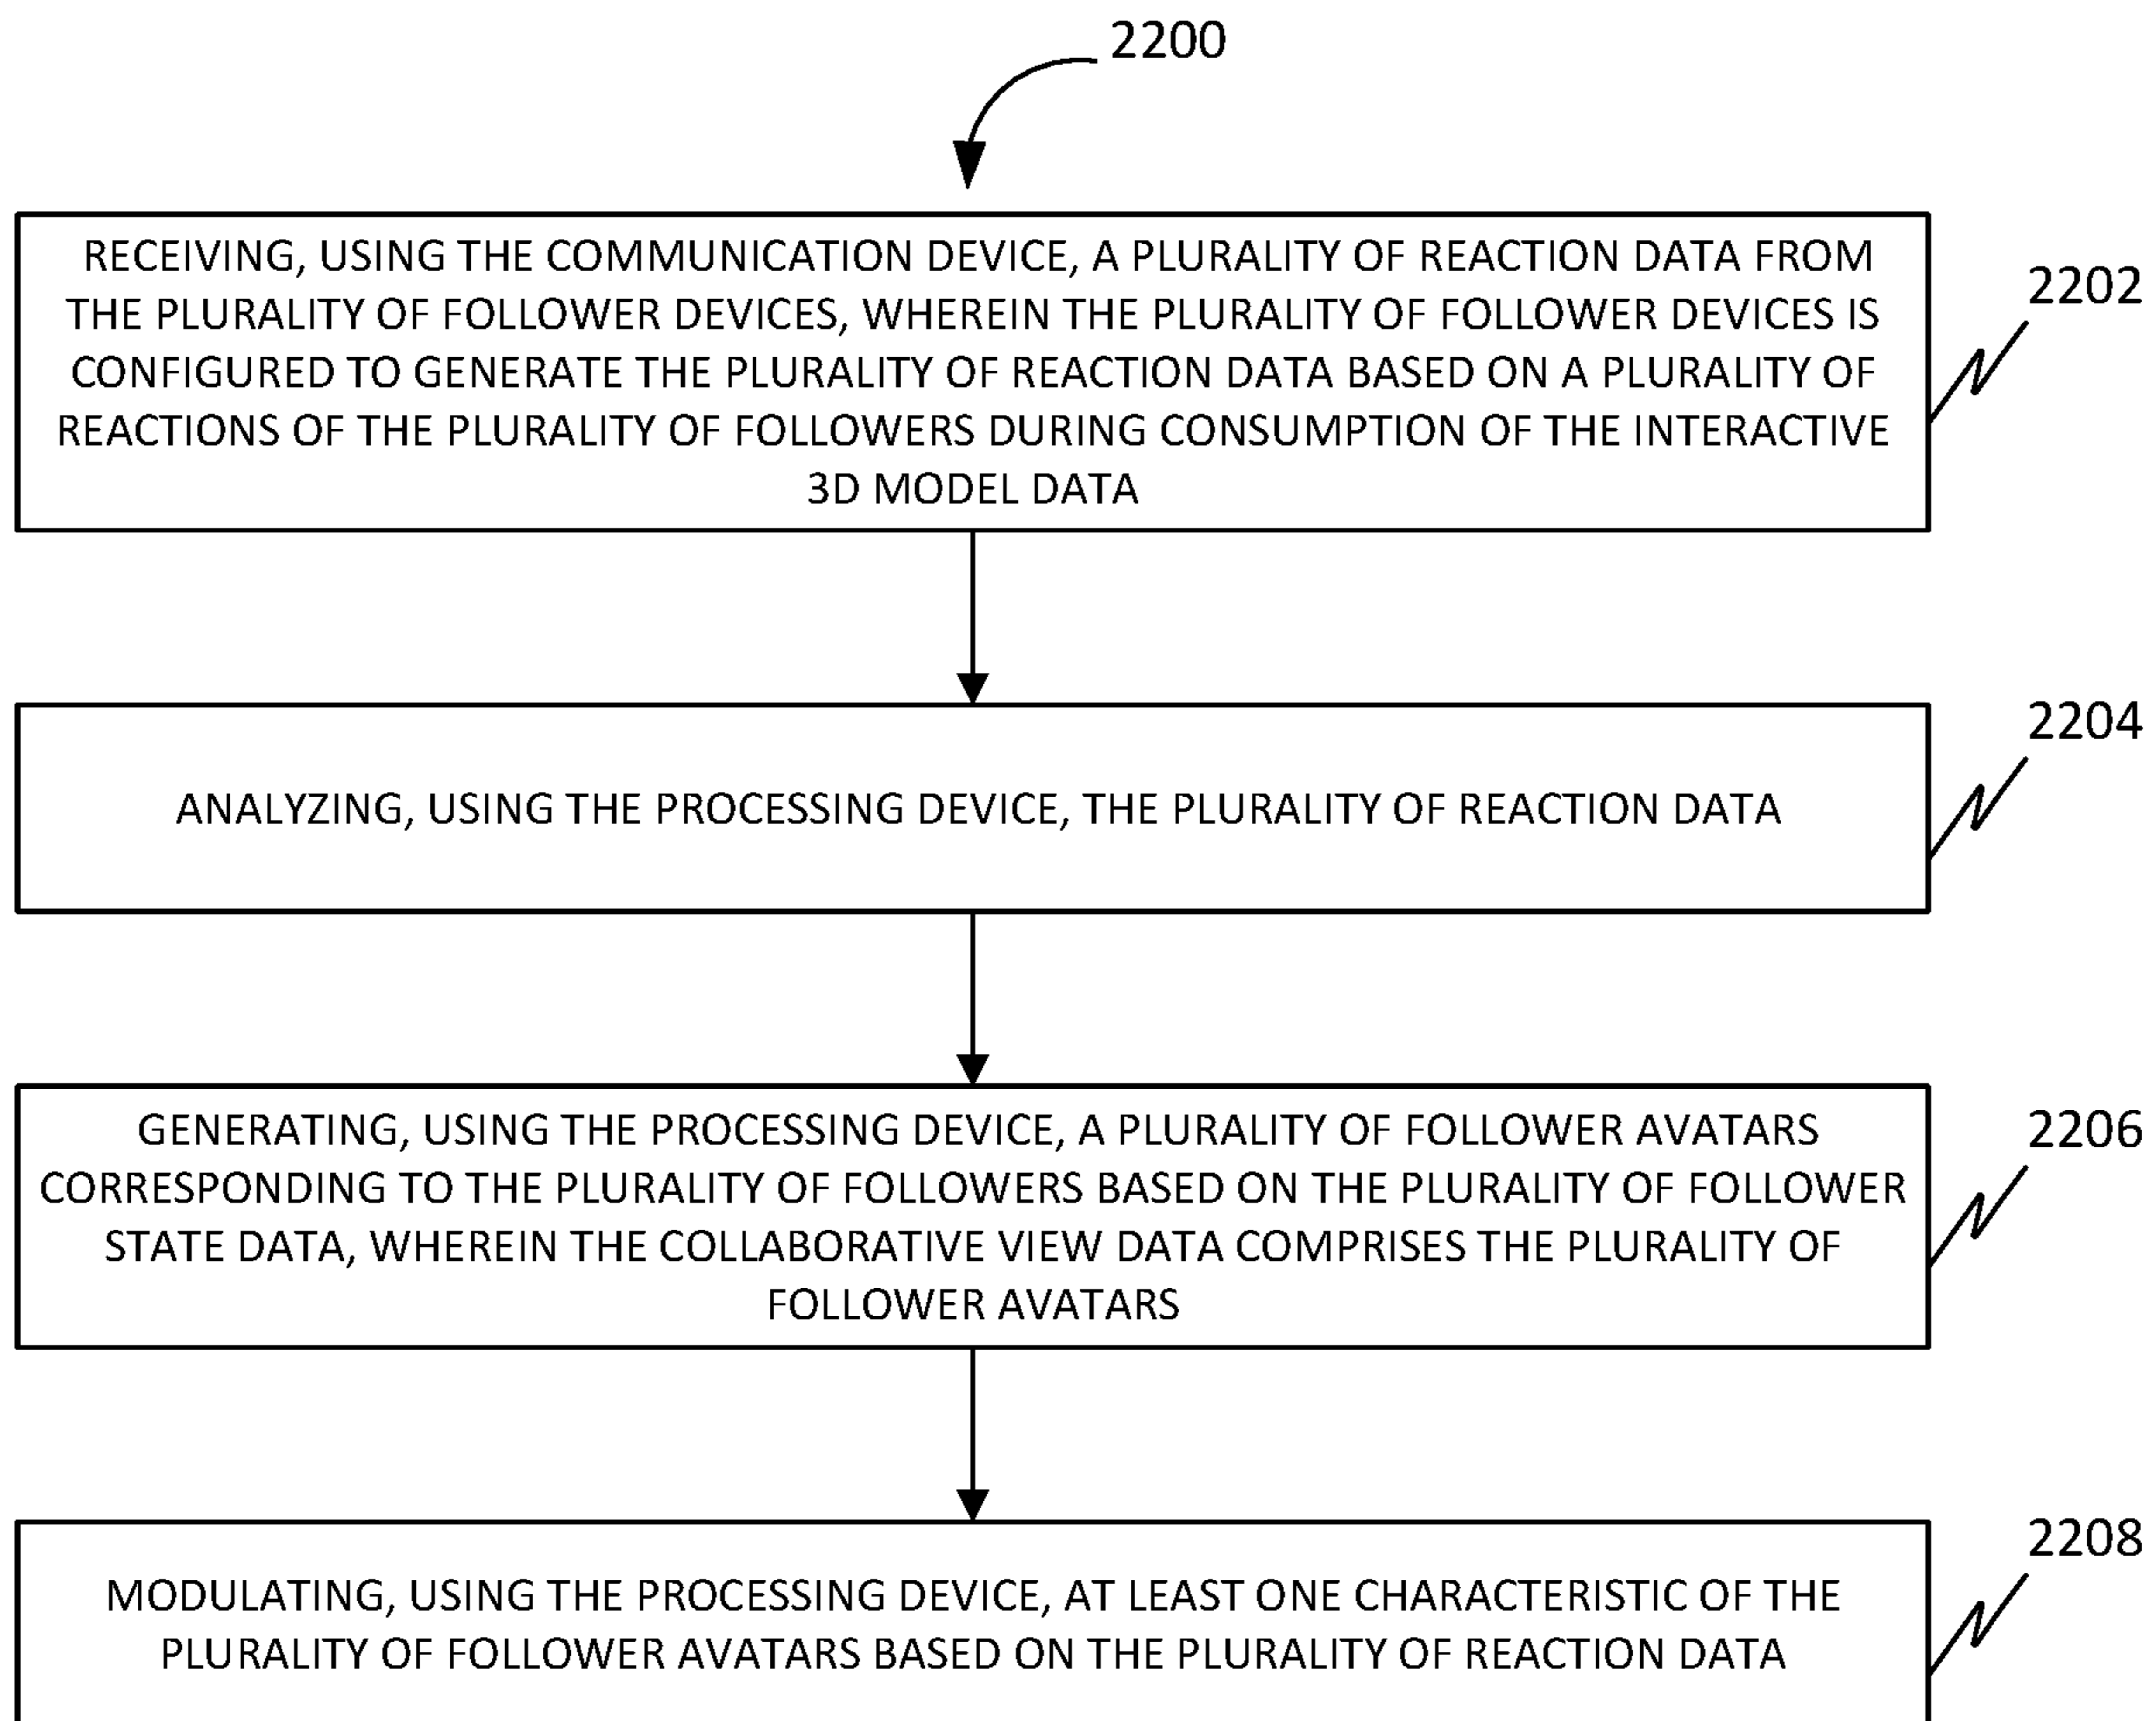 2200
RECEIVING, USING THE COMMUNICATION DEVICE, A PLURALITY OF REACTION DATA FROM
THE PLURALITY OF FOLLOWER DEVICES, WHEREIN THE PLURALITY OF FOLLOWER DEVICES IS
CONFIGURED TO GENERATE THE PLURALITY OF REACTION DATA BASED ON A PLURALITY OF
REACTIONS OF THE PLURALITY OF FOLLOWERS DURING CONSUMPTION OF THE INTERACTIVE
3D MODEL DATA
2202
ANALYZING, USING THE PROCESSING DEVICE, THE PLURALITY OF REACTION DATA
2204
GENERATING, USING THE PROCESSING DEVICE, A PLURALITY OF FOLLOWER AVATARS
CORRESPONDING TO THE PLURALITY OF FOLLOWERS BASED ON THE PLURALITY OF FOLLOWER
STATE DATA, WHEREIN THE COLLABORATIVE VIEW DATA COMPRISES THE PLURALITY OF
FOLLOWER AVATARS
2206
MODULATING, USING THE PROCESSING DEVICE, AT LEAST ONE CHARACTERISTIC OF THE
PLURALITY OF FOLLOWER AVATARS BASED ON THE PLURALITY OF REACTION DATA
2208